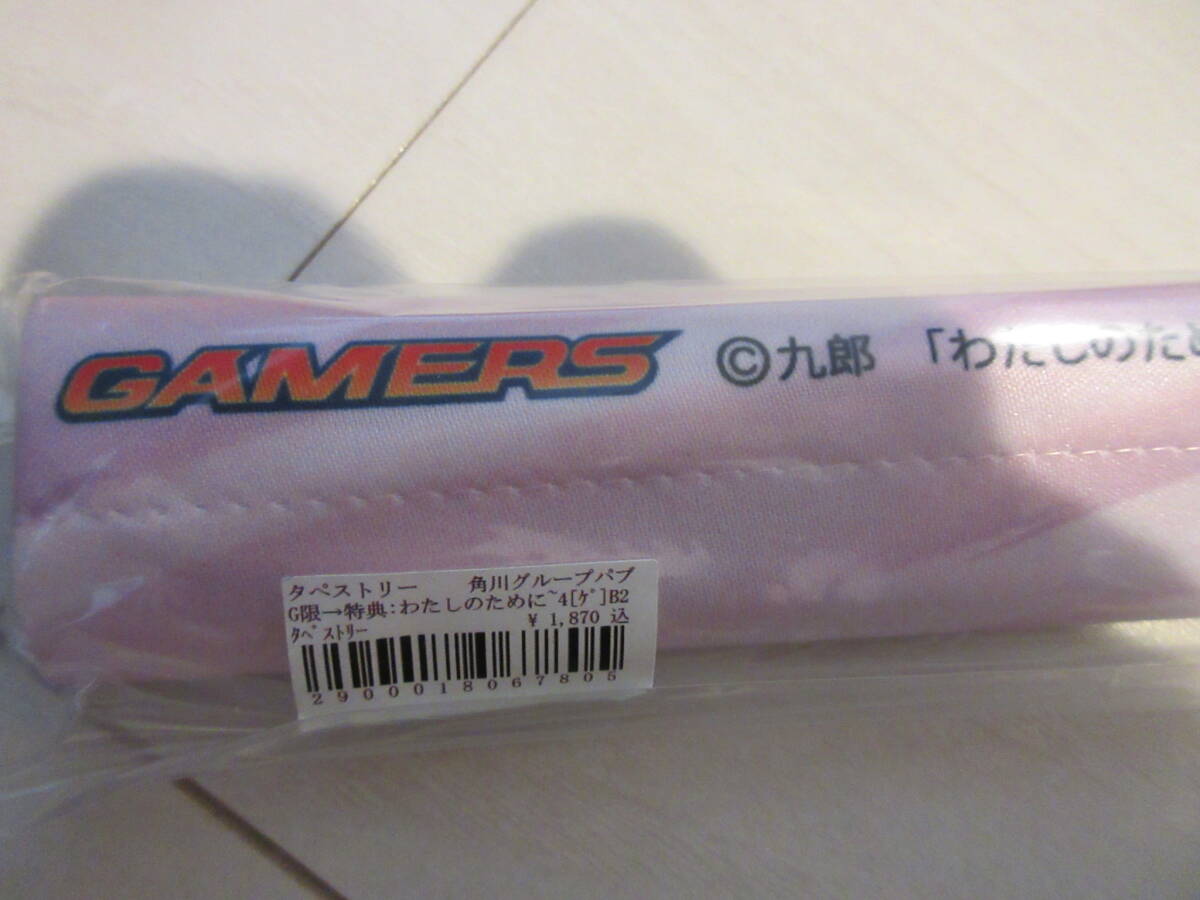 GAMERS ©九郎 「わたしのため
タペストリー 角川グループパブ
G限→特典:わたしのために~4[ゲ]B2
タペストリー ¥ 1,870 込
2900018067805